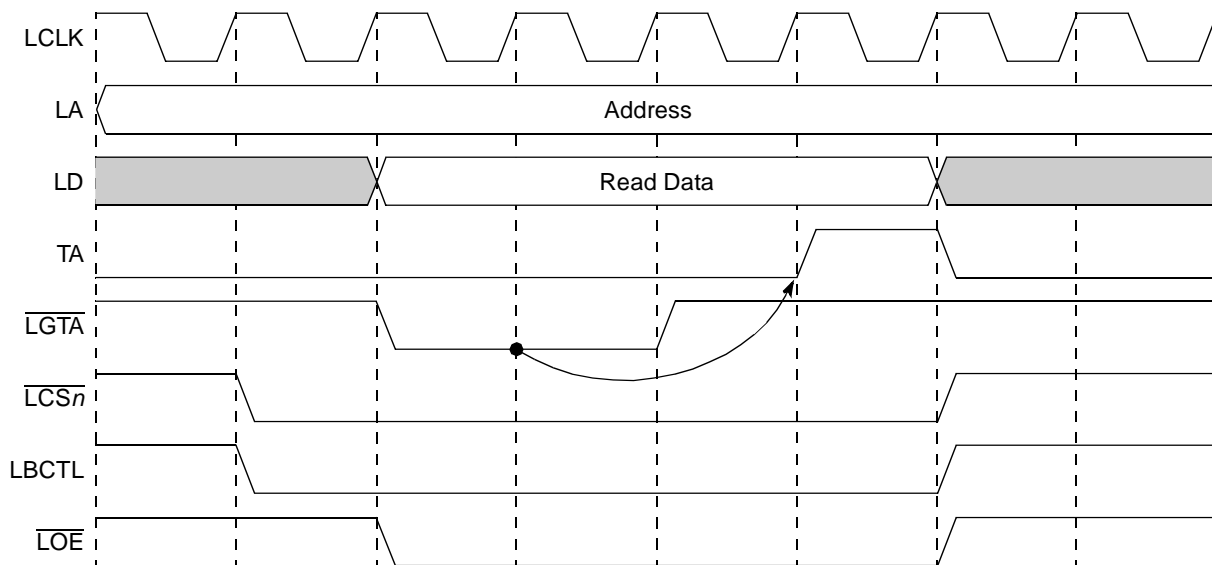 LCLK
LA
Address
LD
Read Data
TA
LGTA
LCSn
LBCTL
LOE